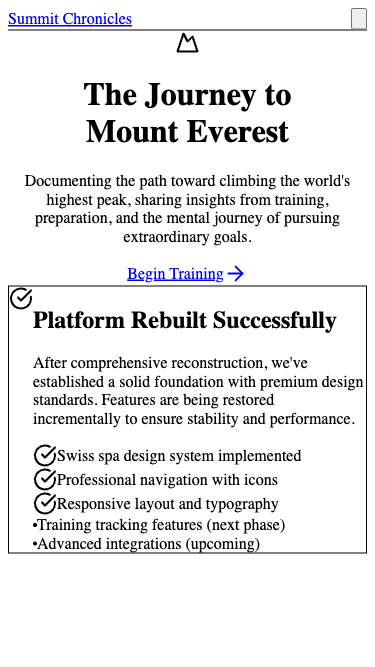 Summit Chronicles
The Journey to
Mount Everest
Documenting the path toward climbing the world's
highest peak, sharing insights from training,
preparation, and the mental journey of pursuing
extraordinary goals.
Begin Training
Platform Rebuilt Successfully
After comprehensive reconstruction, we've
established a solid foundation with premium design
standards. Features are being restored
incrementally to ensure stability and performance.
Swiss spa design system implemented
Professional navigation with icons
Responsive layout and typography
•Training tracking features (next phase)
•Advanced integrations (upcoming)